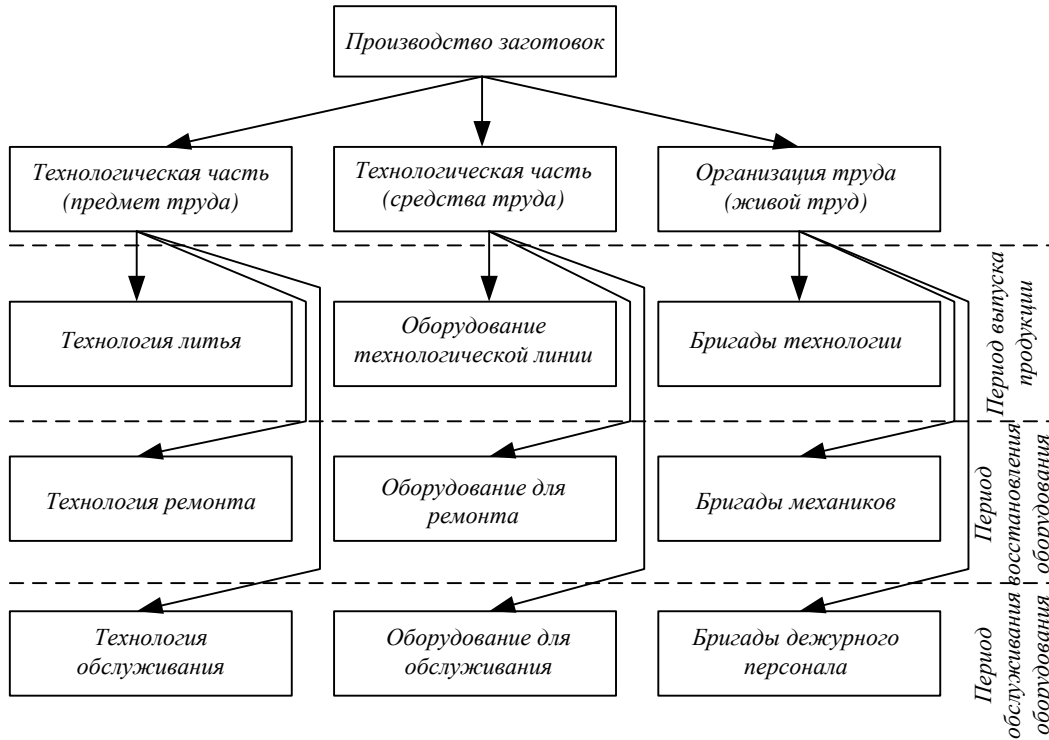 Производство заготовок
Технологическая часть
(предмет труда)
Технологическая часть
(средства труда)
Организация труда
(живой труд)
Технология литья
Оборудование
технологической линии
Бригады технологии
Период выпуска
продукции
Технология ремонта
Оборудование для
ремонта
Бригады механиков
Период
восстановления
оборудования
Технология
обслуживания
Оборудование для
обслуживания
Бригады дежурного
персонала
Период
обслуживания
оборудования